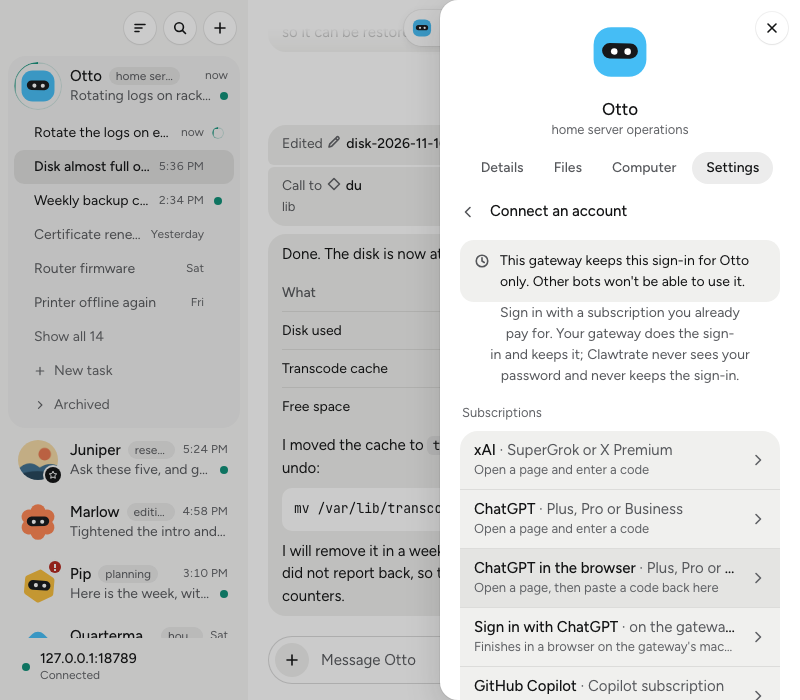 Otto home ser... now
Rotating logs on rack...
Rotate the logs on e... now
Disk almost full o... 5:36 PM
Weekly backup c... 2:34 PM
Certificate rene... Yesterday
Router firmware Sat
Printer offline again Fri
Show all 14
New task
Archived
Juniper rese... 5:24 PM
Ask these five, and g...
Marlow editi... 4:58 PM
Tightened the intro and...
Pip planning 3:10 PM
Here is the week, wit...
Quarterma hou... Sat
127.0.0.1:18789
Connected
so it can be restor
Edited disk-2026-11-1
Call to du
lib
Done. The disk is now at
What
Disk used
Transcode cache
Free space
I moved the cache to
undo:
mv /var/lib/transco
I will remove it in a week
did not report back, so t
counters.
Message Otto
Otto
home server operations
Details Files Computer Settings
Connect an account
This gateway keeps this sign-in for Otto
only. Other bots won't be able to use it.
Sign in with a subscription you already
pay for. Your gateway does the sign-
in and keeps it; Clawtrate never sees your
password and never keeps the sign-in.
Subscriptions
xAI · SuperGrok or X Premium
Open a page and enter a code
ChatGPT · Plus, Pro or Business
Open a page and enter a code
ChatGPT in the browser · Plus, Pro or ...
Open a page, then paste a code back here
Sign in with ChatGPT · on the gatewa...
Finishes in a browser on the gateway's mac...
GitHub Copilot · Copilot subscription